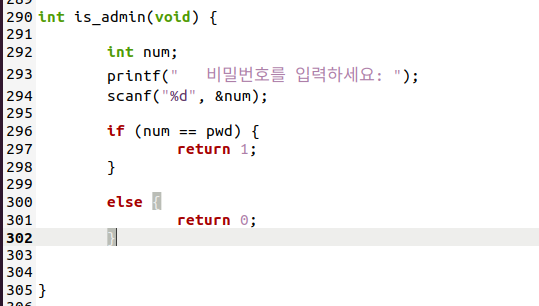 290 int is_admin(void) {
291
292         int num;
293         printf("   비밀번호를 입력하세요: ");
294         scanf("%d", &num);
295
296         if (num == pwd) {
297                 return 1;
298         }
299
300         else {
301                 return 0;
302         }
303
304
305 }